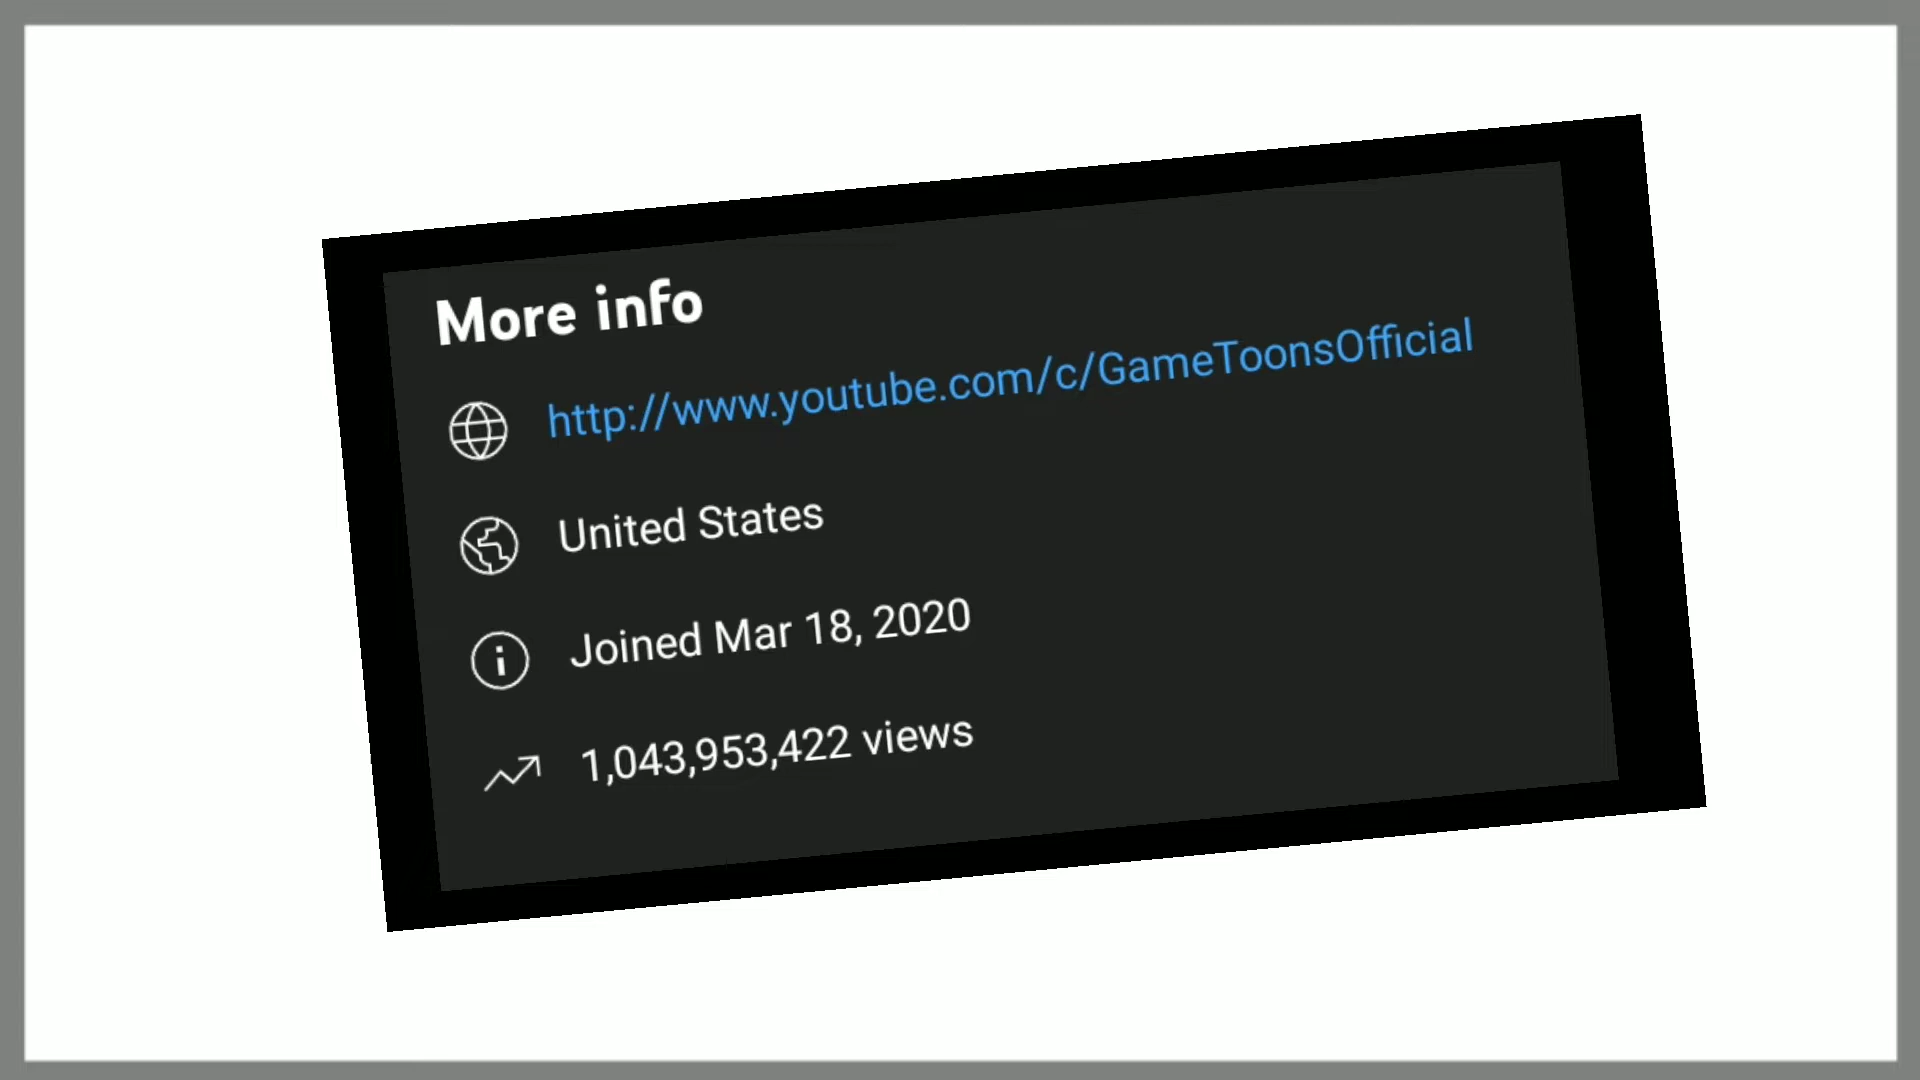 More info
http://www.youtube.com/c/GameToonsOfficial
United States
Joined Mar 18, 2020
1,043,953,422 views